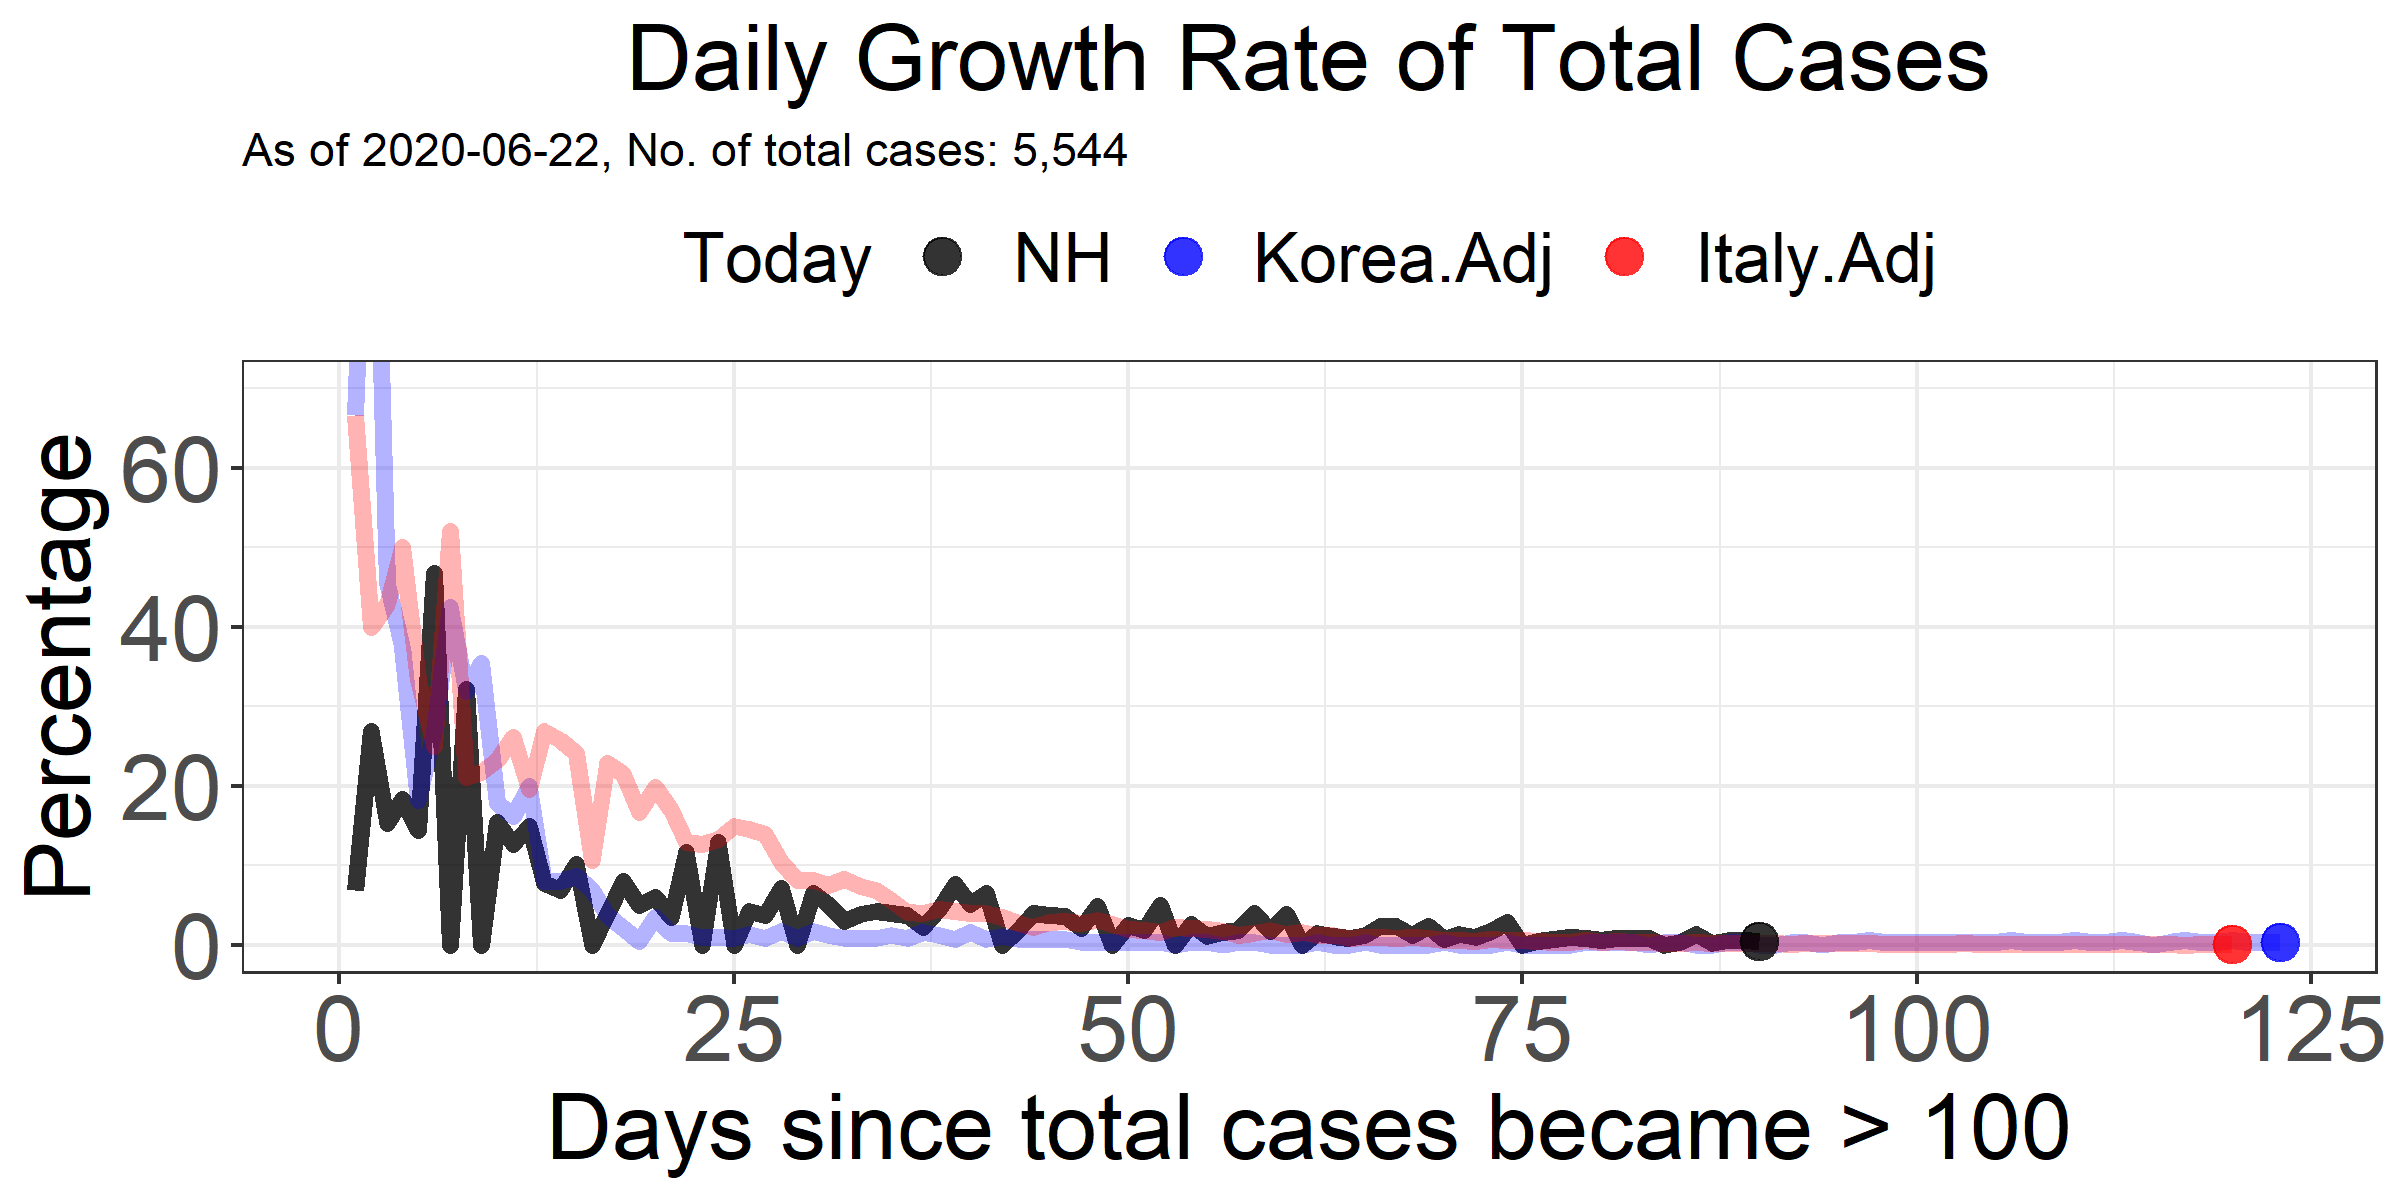 Daily Growth Rate of Total Cases
As of 2020-06-22, No. of total cases: 5,544
Today NH Korea.Adj Italy.Adj
Percentage
60
40
20
0
0 25 50 75 100 125
Days since total cases became > 100